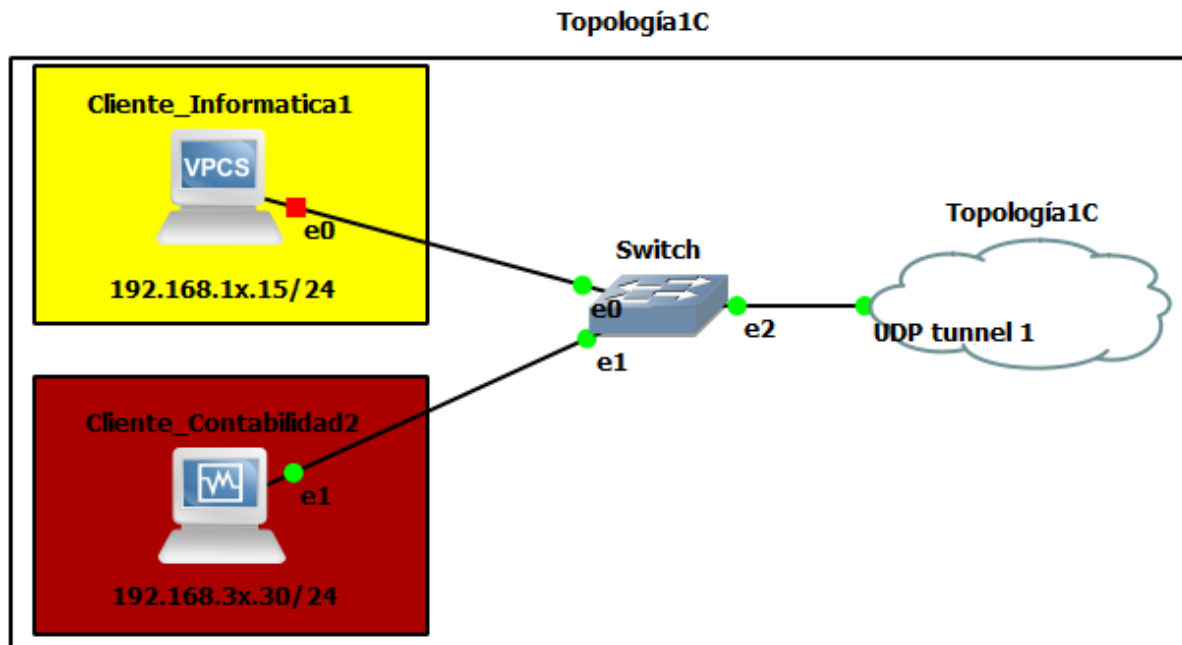 Topología1C
Cliente_Informatica1
VPCS
e0
192.168.1x.15/24
Switch
e0
e1
e2
Topología1C
UDP tunnel 1
Cliente_Contabilidad2
e1
192.168.3x.30/24